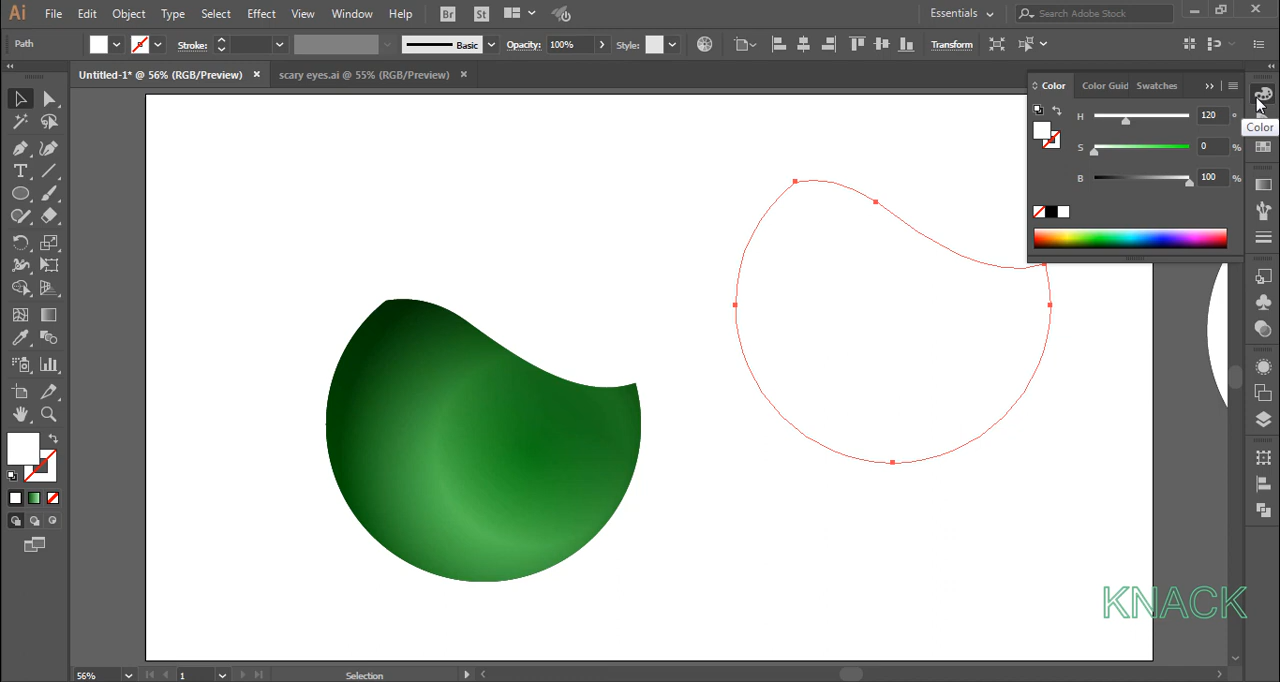 Ai File Edit Object Type Select Effect View Window Help Br St Essentials Search Adobe Stock
Path Stroke: Basic Opacity: 100% Style: Transform
Untitled-1* @ 56% (RGB/Preview) × scary eyes.ai @ 55% (RGB/Preview) ×
Color Color Guid Swatches
H 120 °
Color
S 0 %
B 100 %
KNACK
56% 1 Selection